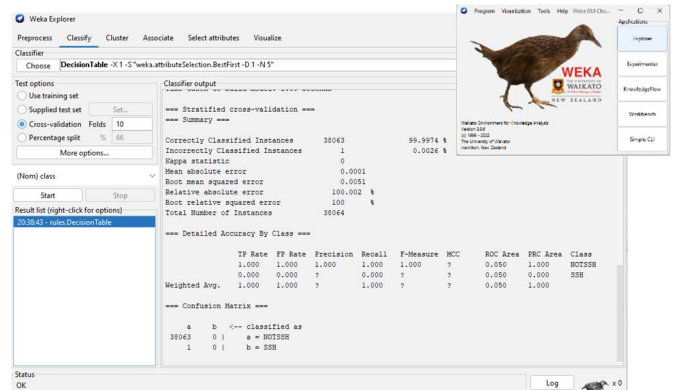 Weka Explorer
Preprocess Classify Cluster Associate Select attributes Visualize
Classifier
Choose DecisionTable -X 1 -S "weka.attributeSelection.BestFirst -D 1 -N 5"
Test options
Use training set
Supplied test set Set...
Cross-validation Folds 10
Percentage split % 66
More options...
(Nom) class
Start Stop
Result list (right-click for options)
20:38:43 - rules.DecisionTable
Classifier output
=== Stratified cross-validation ===
=== Summary ===
Correctly Classified Instances 38063 99.9974 %
Incorrectly Classified Instances 1 0.0026 %
Kappa statistic 0
Mean absolute error 0.0001
Root mean squared error 0.0051
Relative absolute error 100.002 %
Root relative squared error 100 %
Total Number of Instances 38064
=== Detailed Accuracy By Class ===
TP Rate FP Rate Precision Recall F-Measure MCC ROC Area PRC Area Class
1.000 1.000 1.000 1.000 1.000 ? 0.050 1.000 NOTSSH
0.000 0.000 ? 0.000 ? ? 0.050 0.000 SSH
Weighted Avg. 1.000 1.000 ? 1.000 ? ? 0.050 1.000
=== Confusion Matrix ===
a b <-- classified as
38063 0 | a = NOTSSH
1 0 | b = SSH
Status
OK
Log x 0
Program Visualization Tools Help Weka GUI Cho...
Applications
Explorer
Experimenter
KnowledgeFlow
Workbench
Simple CLI
WEKA
The University
of WAIKATO
NEW ZEALAND
Waikato Environment for Knowledge Analysis
(c) 1999 - 2022
The University of Waikato
Hamilton, New Zealand